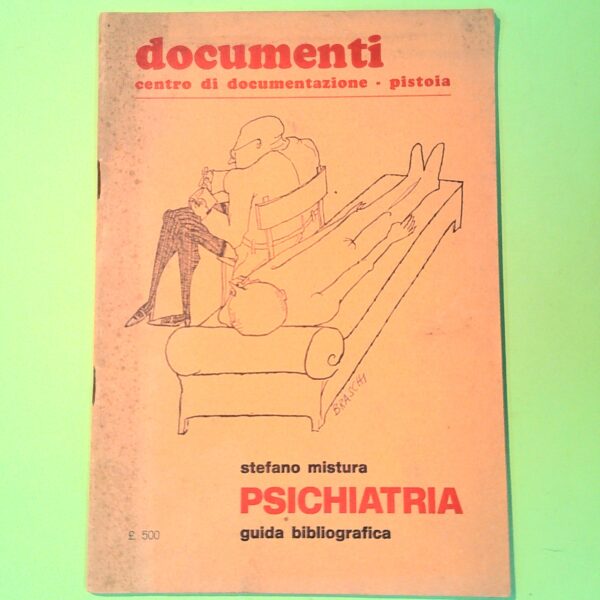 documenti
centro di documentazione - pistoia
BRASCHI
stefano mistura
PSICHIATRIA
guida bibliografica
£ 500